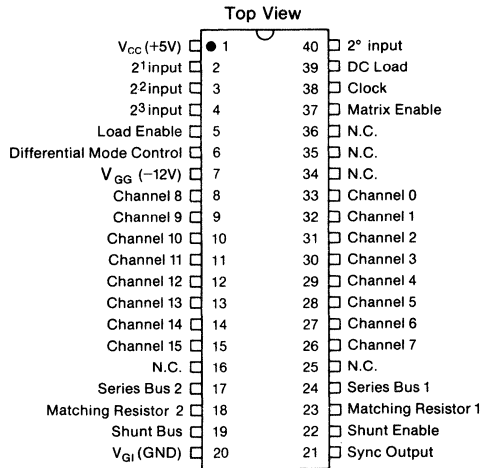 Top View
V_CC (+5V) 1 40 2° input
2¹ input 2 39 DC Load
2² input 3 38 Clock
2³ input 4 37 Matrix Enable
Load Enable 5 36 N.C.
Differential Mode Control 6 35 N.C.
V_GG (−12V) 7 34 N.C.
Channel 8 8 33 Channel 0
Channel 9 9 32 Channel 1
Channel 10 10 31 Channel 2
Channel 11 11 30 Channel 3
Channel 12 12 29 Channel 4
Channel 13 13 28 Channel 5
Channel 14 14 27 Channel 6
Channel 15 15 26 Channel 7
N.C. 16 25 N.C.
Series Bus 2 17 24 Series Bus 1
Matching Resistor 2 18 23 Matching Resistor 1
Shunt Bus 19 22 Shunt Enable
V_GI (GND) 20 21 Sync Output